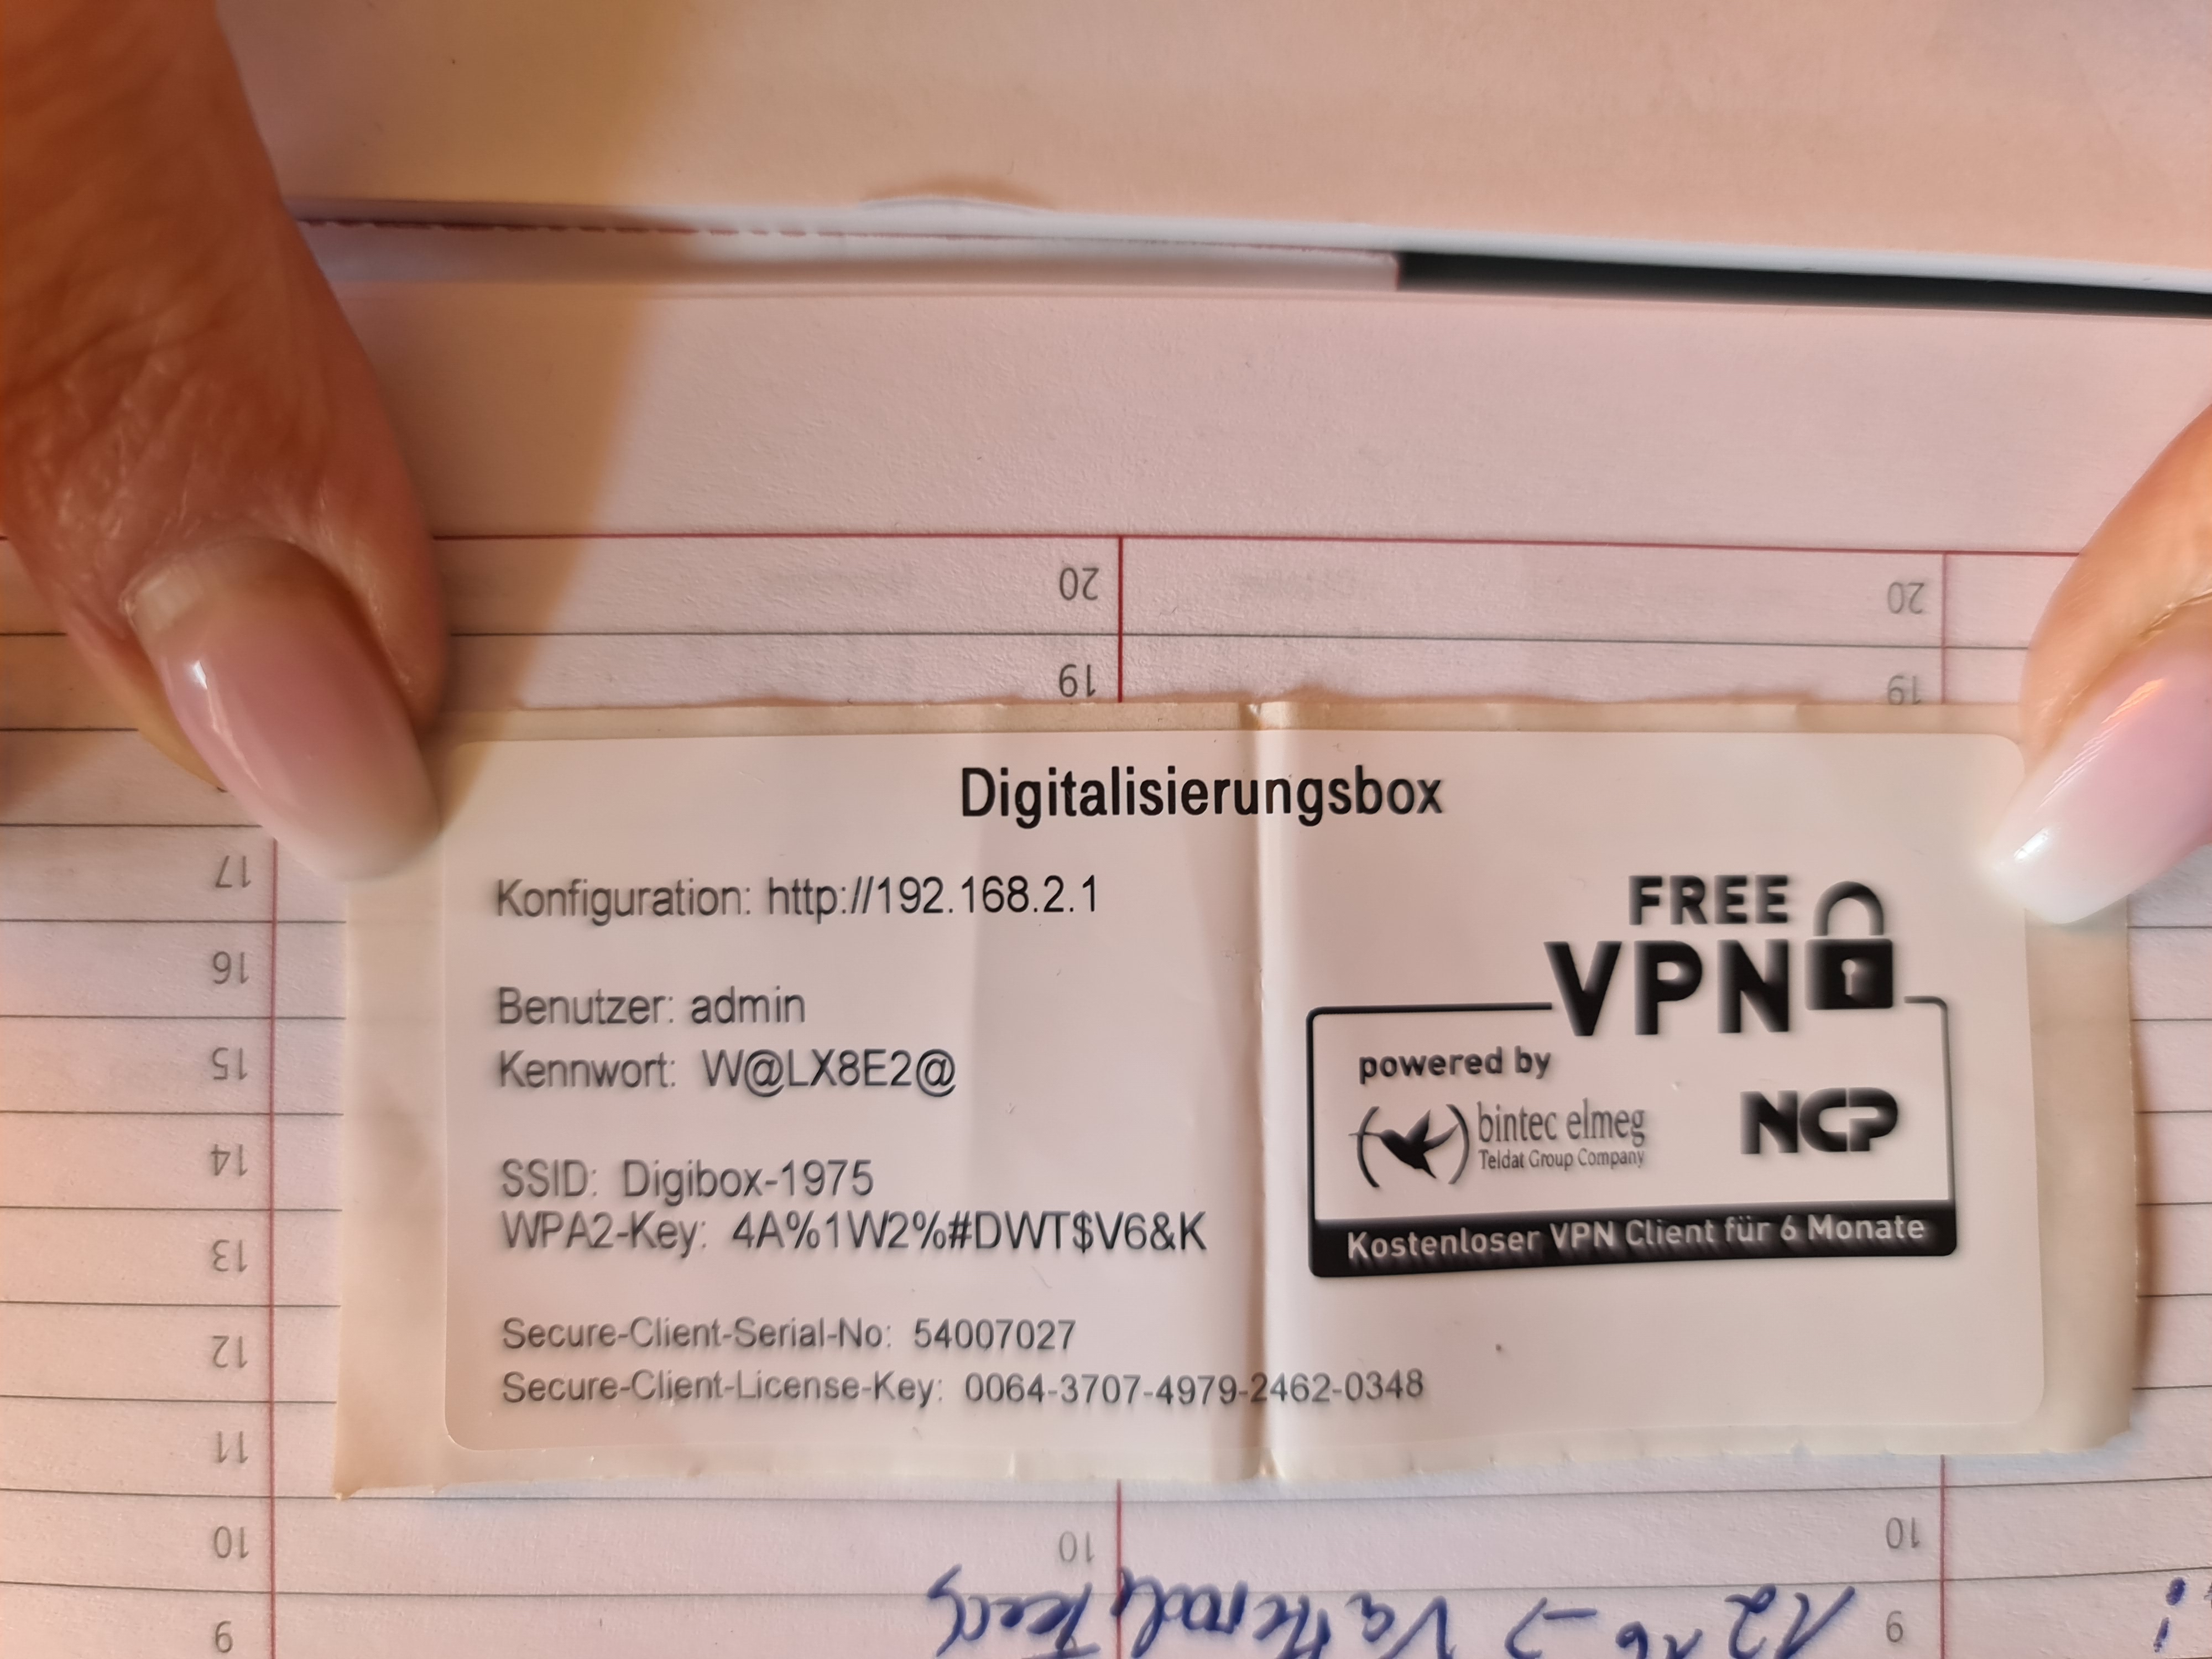 20
20
19
19
Digitalisierungsbox
17
Konfiguration: http://192.168.2.1
FREE
VPN
16
Benutzer: admin
15
Kennwort: W@LX8E2@
powered by
bintec elmeg
Teldat Group Company
NCP
14
SSID: Digibox-1975
13
WPA2-Key: 4A%1W2%#DWT$V6&K
Kostenloser VPN Client für 6 Monate
12
Secure-Client-Serial-No: 54007027
Secure-Client-License-Key: 0064-3707-4979-2462-0348
11
10
10
10
9
9